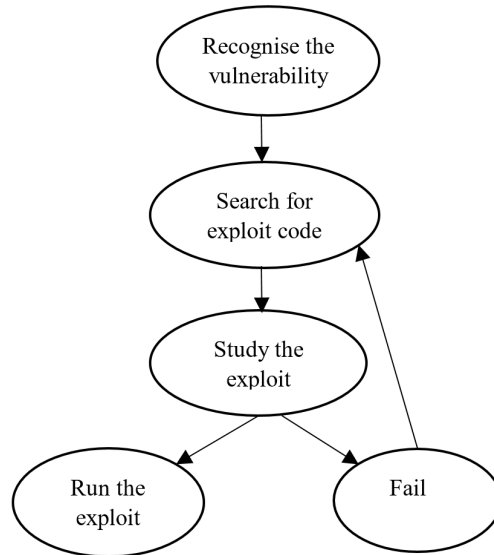 Recognise the
vulnerability
Search for
exploit code
Study the
exploit
Run the
exploit
Fail